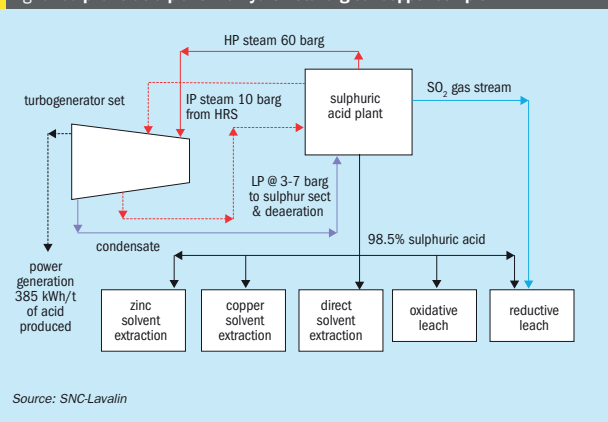 HP steam 60 barg
SO2 gas stream
turbogenerator set
IP steam 10 barg
from HRS
sulphuric
acid plant
LP @ 3-7 barg
to sulphur sect
& deaeration
condensate
98.5% sulphuric acid
power
generation
385 kWh/t
of acid
produced
zinc
solvent
extraction
copper
solvent
extraction
direct
solvent
extraction
oxidative
leach
reductive
leach
Source: SNC-Lavalin